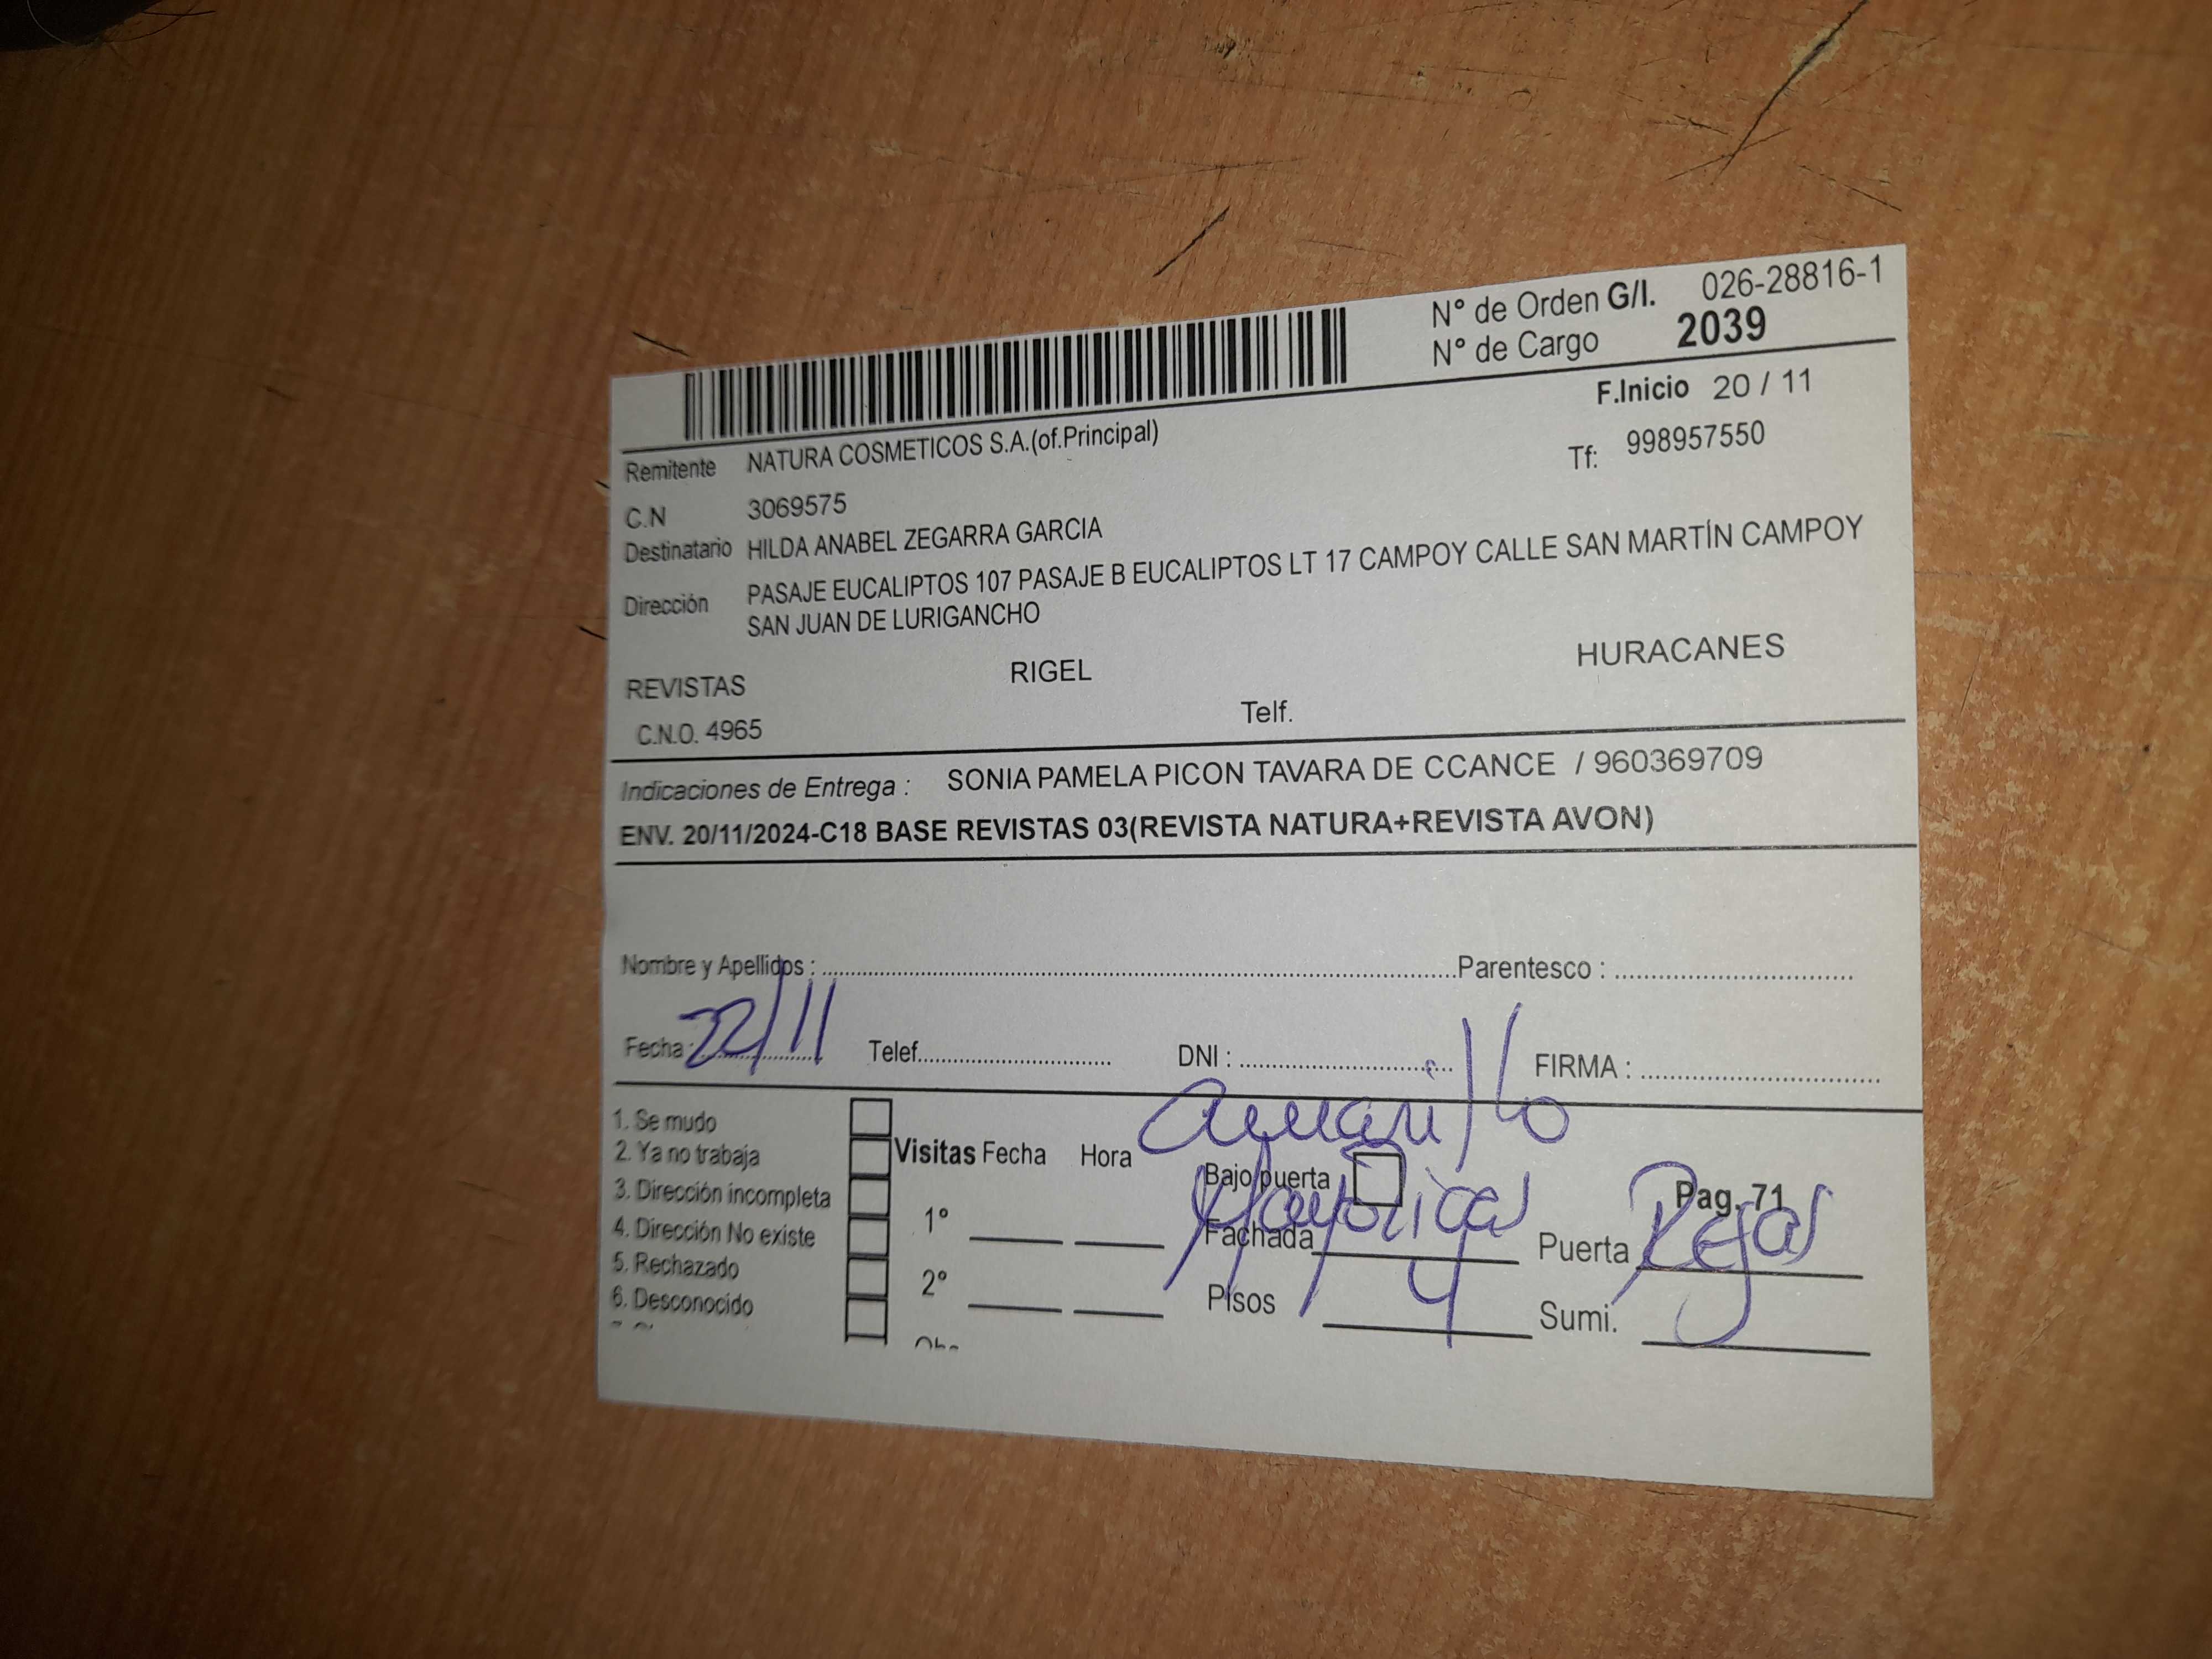 N° de Orden G/I. 026-28816-1
N° de Cargo 2039
F.Inicio 20 / 11
Remitente NATURA COSMETICOS S.A.(of.Principal)
Tf: 998957550
C.N 3069575
Destinatario HILDA ANABEL ZEGARRA GARCIA
Dirección PASAJE EUCALIPTOS 107 PASAJE B EUCALIPTOS LT 17 CAMPOY CALLE SAN MARTÍN CAMPOY
SAN JUAN DE LURIGANCHO
REVISTAS RIGEL HURACANES
C.N.O. 4965 Telf.
Indicaciones de Entrega : SONIA PAMELA PICON TAVARA DE CCANCE / 960369709
ENV. 20/11/2024-C18 BASE REVISTAS 03(REVISTA NATURA+REVISTA AVON)
Nombre y Apellidos : Parentesco :
Fecha : 22/11 Telef. DNI : FIRMA :
amarillo
1. Se mudo
2. Ya no trabaja
3. Dirección incompleta
4. Dirección No existe
5. Rechazado
6. Desconocido
Visitas Fecha Hora
1°
2°
Bajo puerta Pag. 71
Fachada Mayolicas Puerta Rejas
Pisos 4 Sumi.